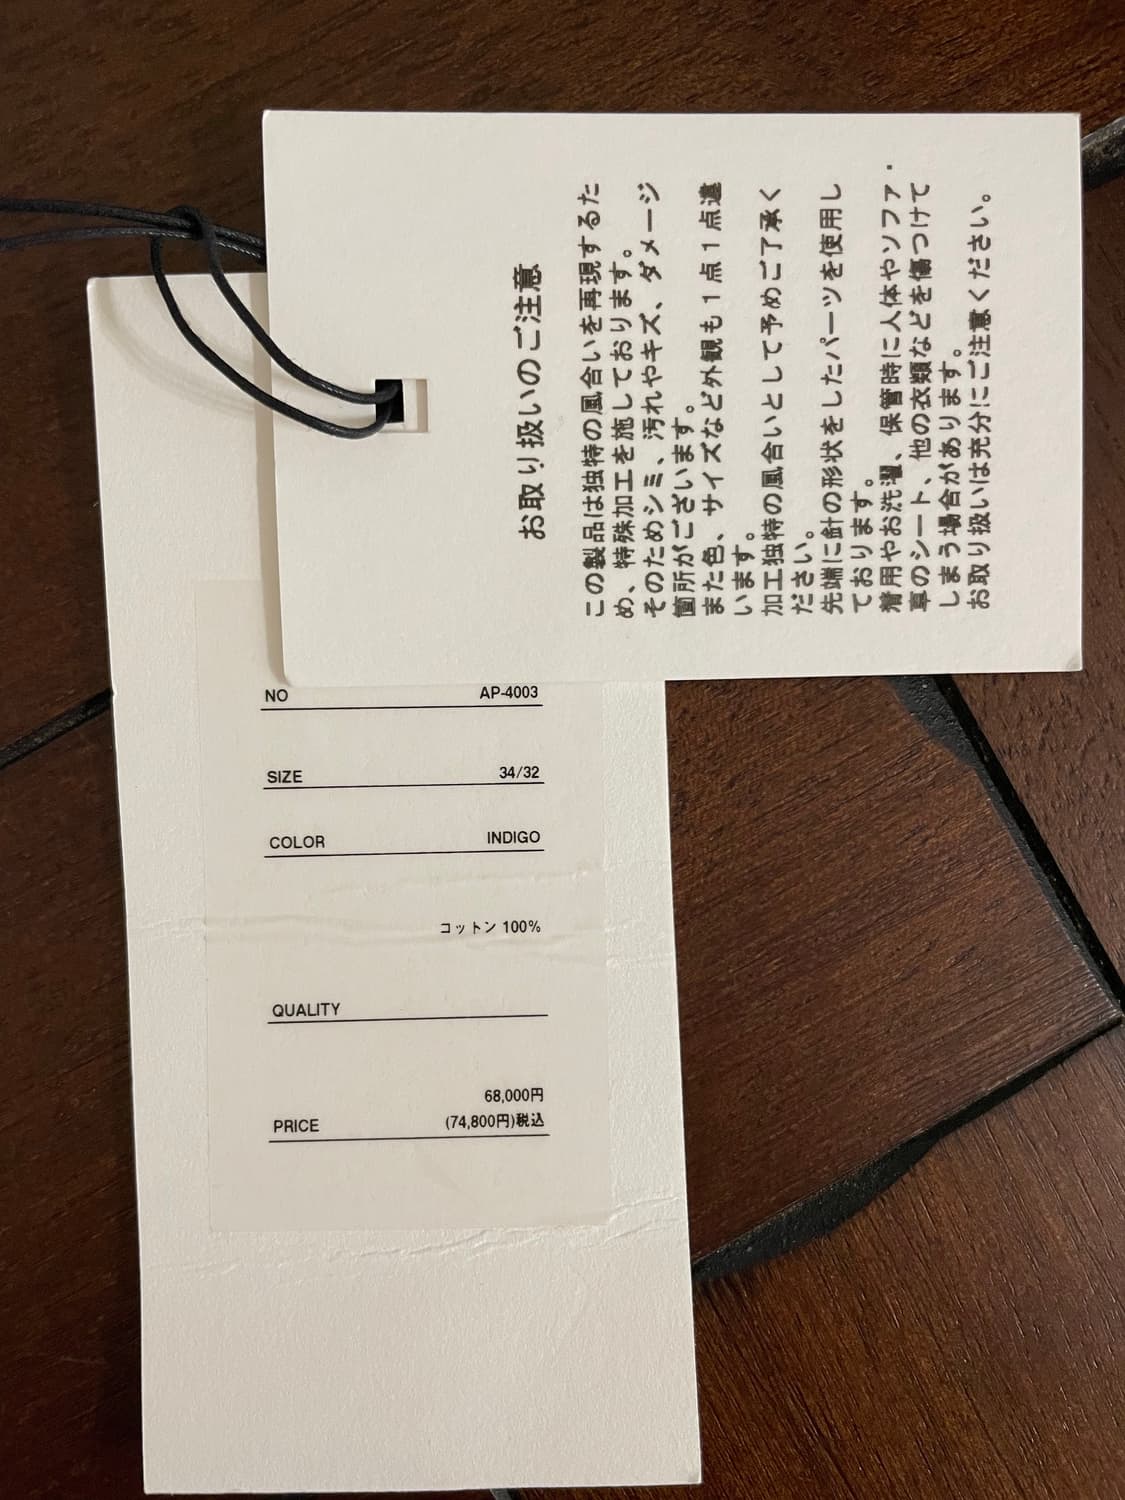 お取り扱いのご注意
この製品は独特の風合いを再現するた
め、特殊加工を施しております。
そのためシミ、汚れやキズ、ダメージ
箇所がございます。
また色、サイズなど外観も１点１点違
います。
加工独特の風合いとして予めご了承く
ださい。
先端に針の形状をしたパーツを使用し
ております。
着用やお洗濯、保管時に人体やソファ・
車のシート、他の衣類などを傷つけて
しまう場合があります。
お取り扱いは充分にご注意ください。
NO AP-4003
SIZE 34/32
COLOR INDIGO
コットン 100%
QUALITY
68,000円
PRICE (74,800円)税込